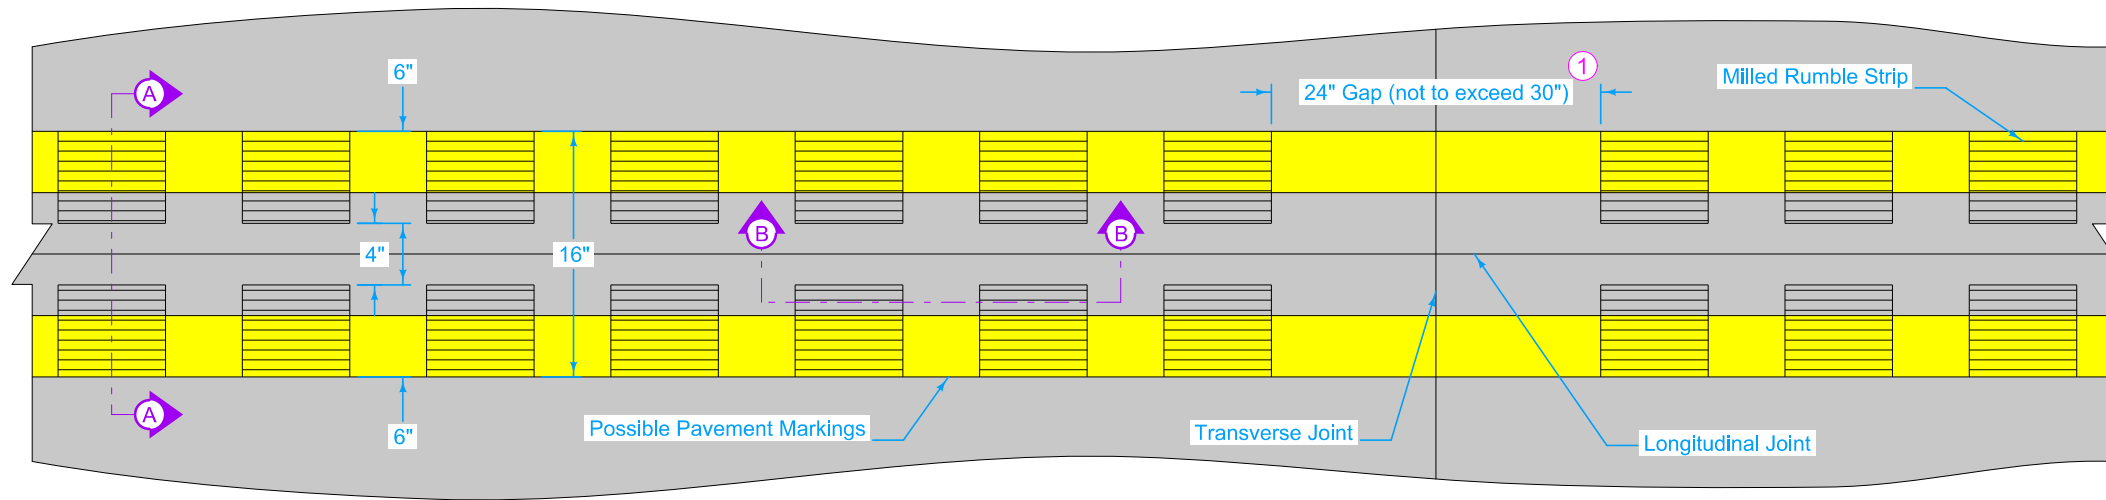 6"
1
A
24" Gap (not to exceed 30")
Milled Rumble Strip
B
B
4"
16"
A
6"
Possible Pavement Markings
Transverse Joint
Longitudinal Joint